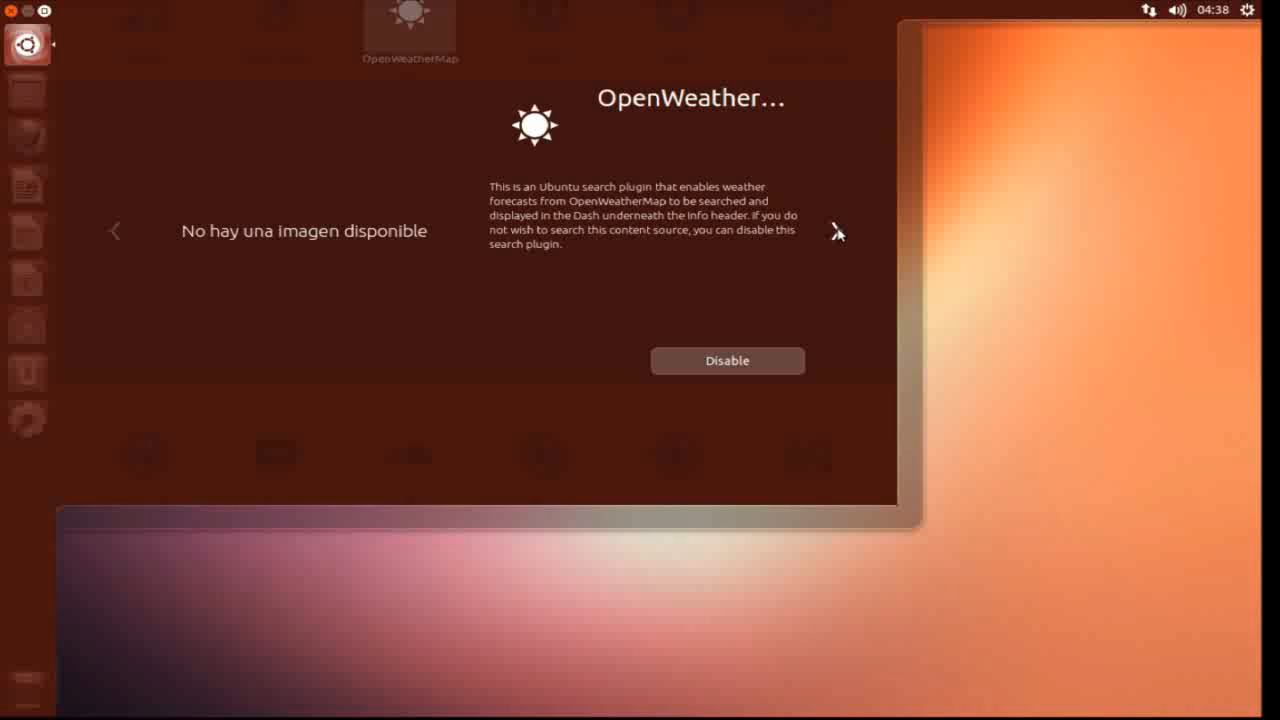 04:38
OpenWeatherMap
OpenWeather...
No hay una imagen disponible
This is an Ubuntu search plugin that enables weather
forecasts from OpenWeatherMap to be searched and
displayed in the Dash underneath the Info header. If you do
not wish to search this content source, you can disable this
search plugin.
Disable